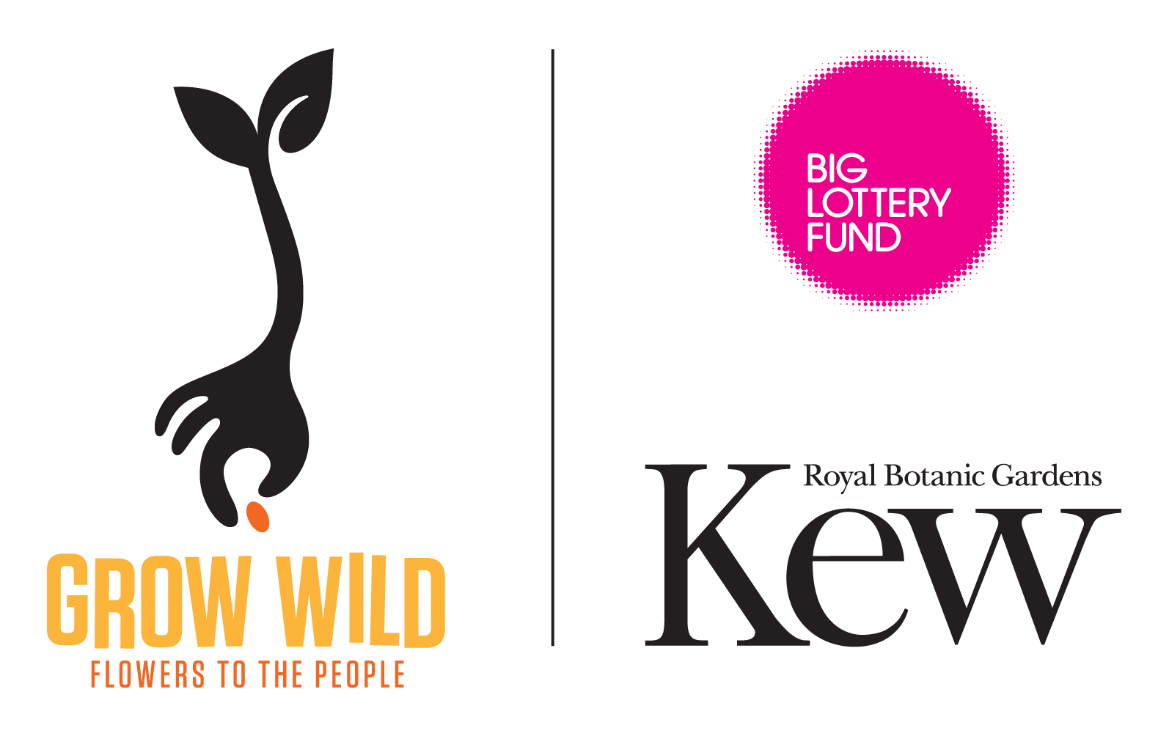 GROW WILD
FLOWERS TO THE PEOPLE
BIG
LOTTERY
FUND
Royal Botanic Gardens
Kew